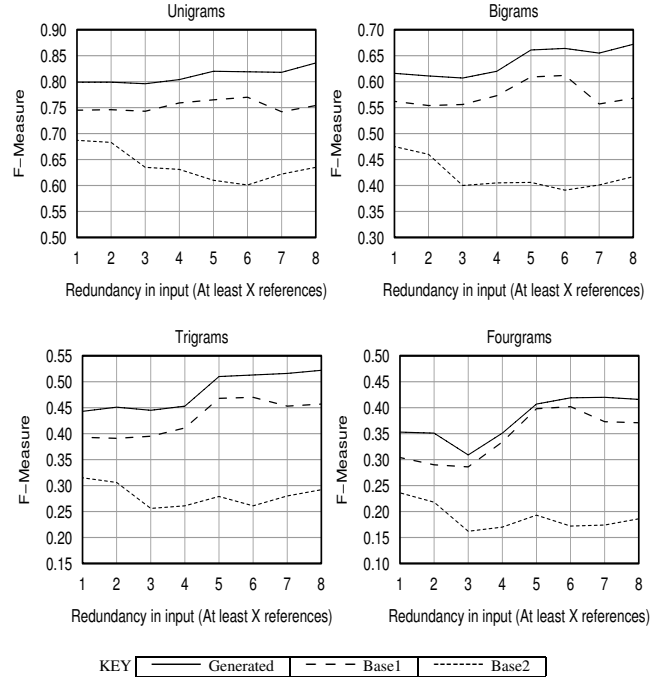 Unigrams
Bigrams
0.90
0.85
0.80
0.75
0.70
0.65
0.60
0.55
0.50
F-Measure
1 2 3 4 5 6 7 8
Redundancy in input (At least X references)
0.70
0.65
0.60
0.55
0.50
0.45
0.40
0.35
0.30
F-Measure
1 2 3 4 5 6 7 8
Redundancy in input (At least X references)
Trigrams
Fourgrams
0.55
0.50
0.45
0.40
0.35
0.30
0.25
0.20
0.15
F-Measure
1 2 3 4 5 6 7 8
Redundancy in input (At least X references)
0.50
0.45
0.40
0.35
0.30
0.25
0.20
0.15
0.10
F-Measure
1 2 3 4 5 6 7 8
Redundancy in input (At least X references)
KEY Generated Base1 Base2